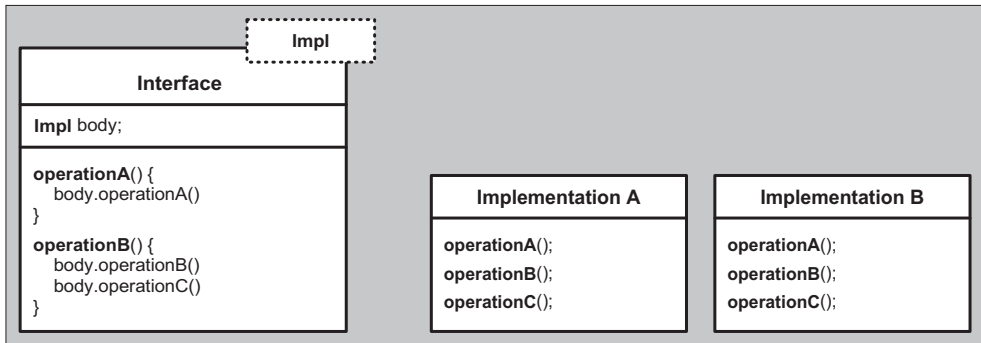 Impl
Interface
Impl body;
operationA() {
body.operationA()
}
operationB() {
body.operationB()
body.operationC()
}
Implementation A
operationA();
operationB();
operationC();
Implementation B
operationA();
operationB();
operationC();